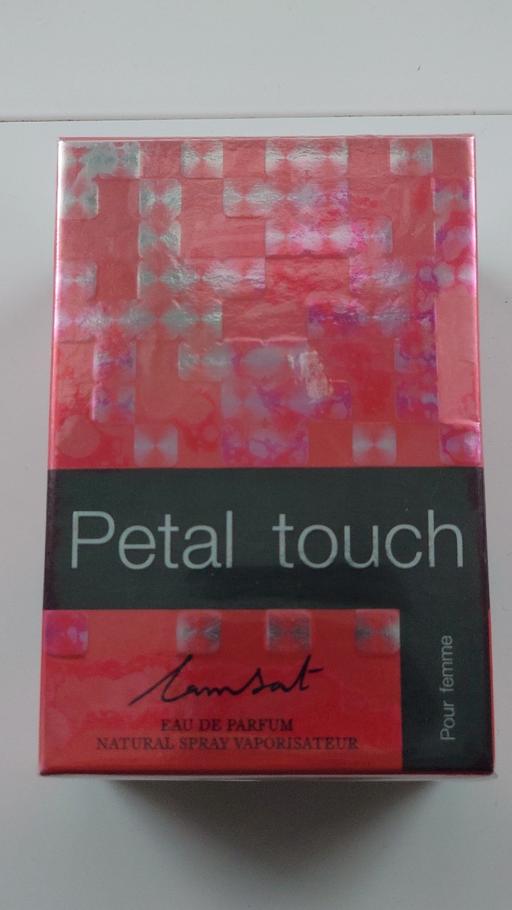 Petal touch
Lamsat
EAU DE PARFUM
NATURAL SPRAY VAPORISATEUR
Pour femme